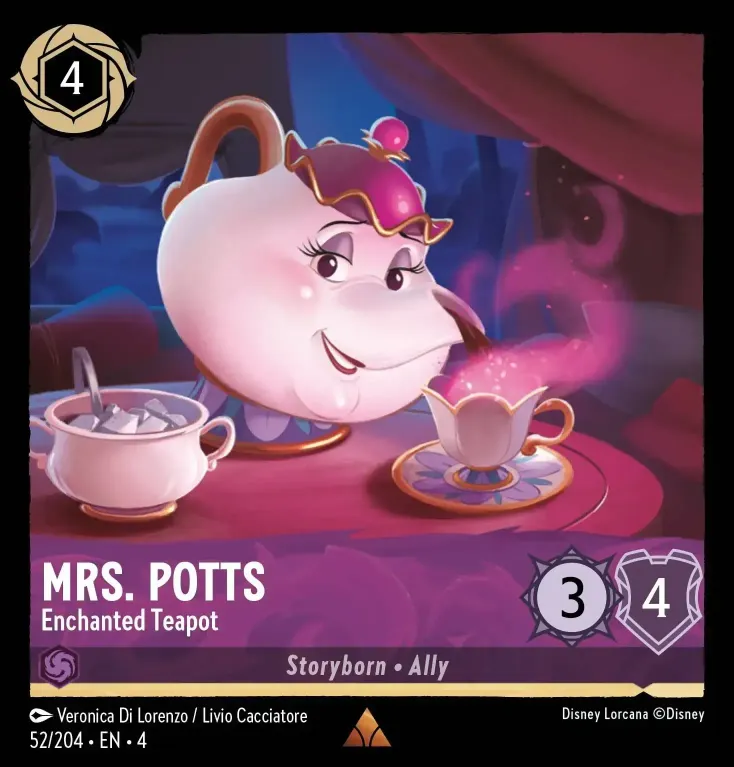 4
MRS. POTTS
Enchanted Teapot
3
4
Storyborn • Ally
Veronica Di Lorenzo / Livio Cacciatore
Disney Lorcana ©Disney
52/204 • EN • 4